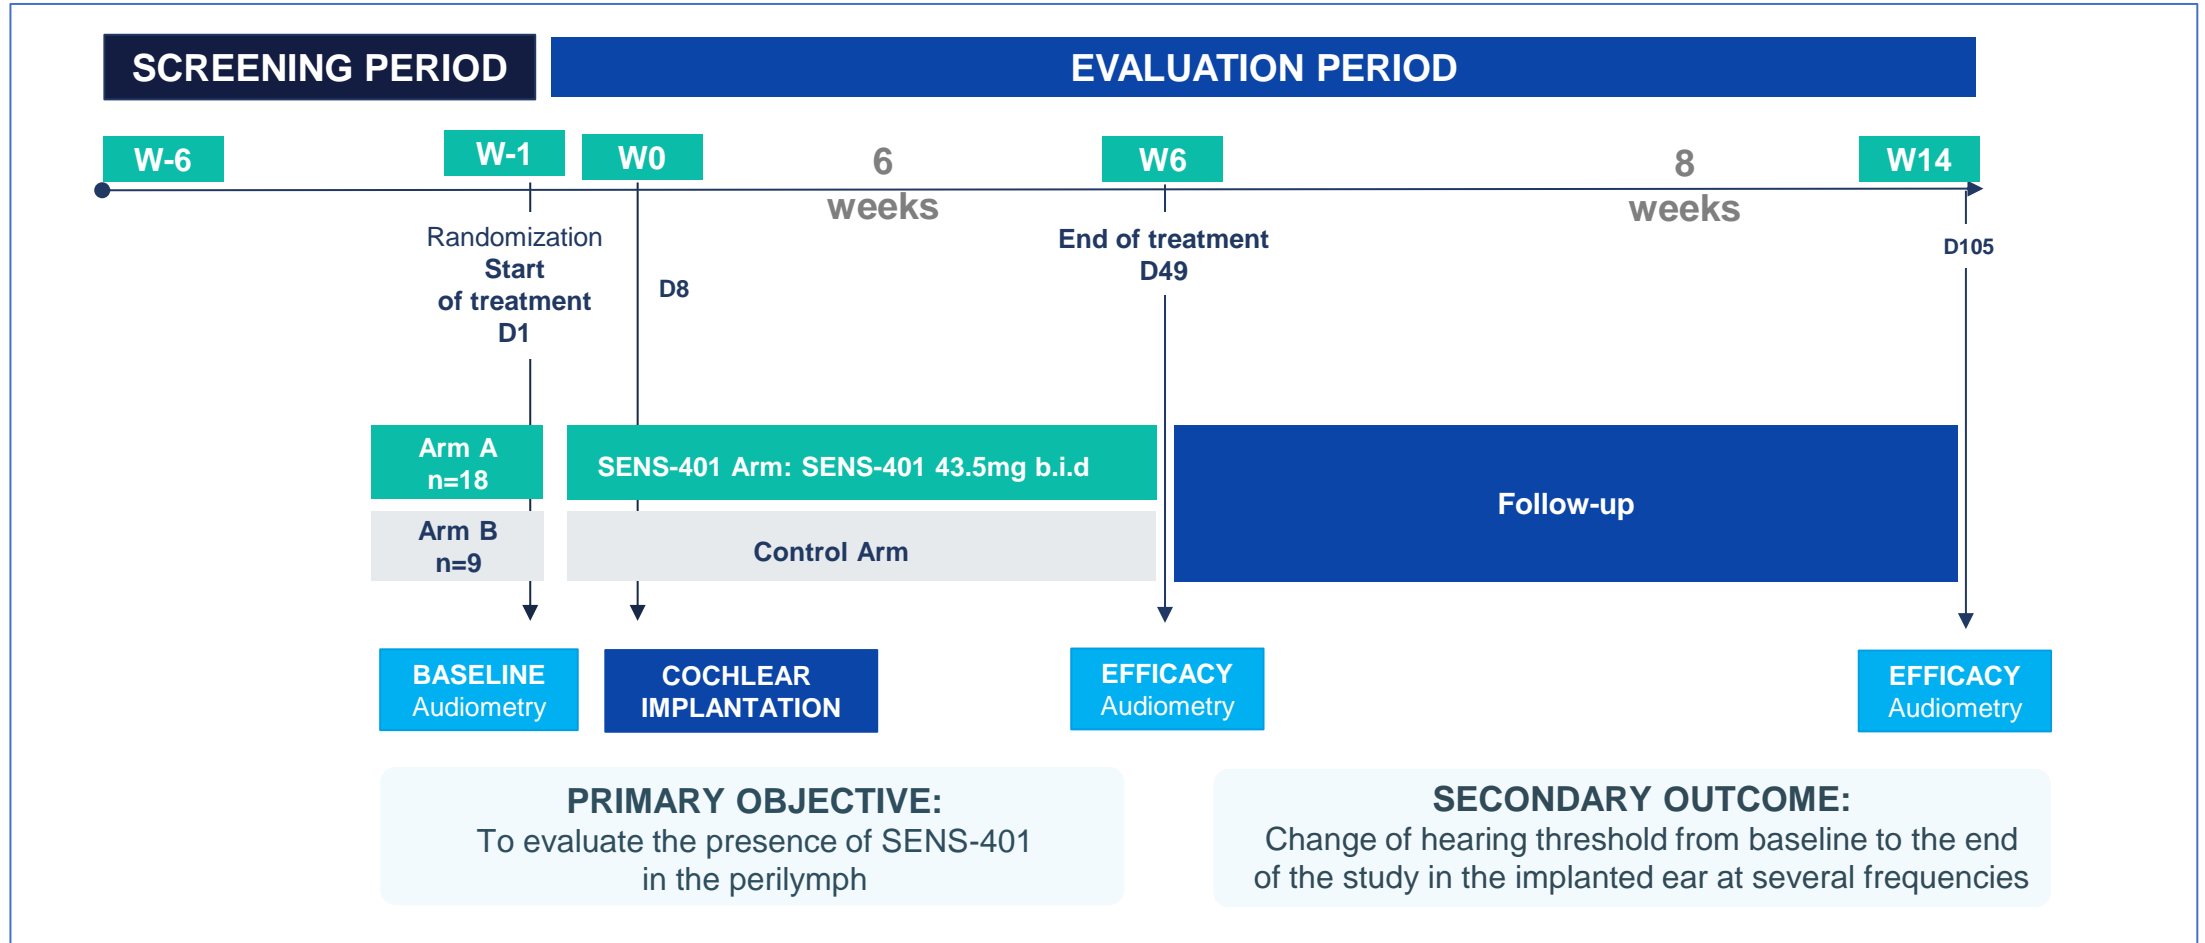 SCREENING PERIOD
EVALUATION PERIOD
W-6
W-1
W0
6
weeks
W6
8
weeks
W14
Randomization
Start
of treatment
D1
D8
End of treatment
D49
D105
Arm A
n=18
SENS-401 Arm: SENS-401 43.5mg b.i.d
Arm B
n=9
Control Arm
Follow-up
BASELINE
Audiometry
COCHLEAR
IMPLANTATION
EFFICACY
Audiometry
EFFICACY
Audiometry
PRIMARY OBJECTIVE:
To evaluate the presence of SENS-401
in the perilymph
SECONDARY OUTCOME:
Change of hearing threshold from baseline to the end
of the study in the implanted ear at several frequencies